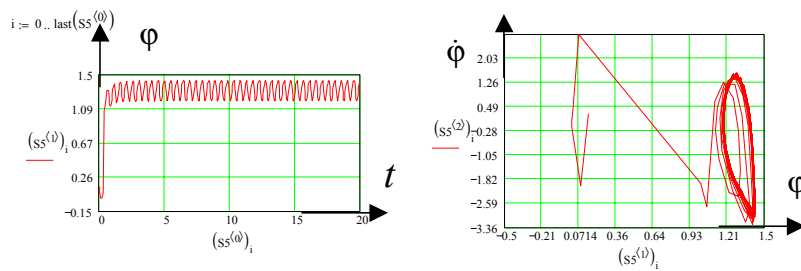 i := 0 .. last(S5⟨0⟩)
φ
1.5
1.09
0.67
0.26
−0.15
(S5⟨1⟩)i
0 5 10 15 20
t
(S5⟨0⟩)i
φ̇
2.03
1.26
0.49
−0.28
−1.05
−1.82
−2.59
−3.36
(S5⟨2⟩)i
−0.5 −0.21 0.0714 0.36 0.64 0.93 1.21 1.5
φ
(S5⟨1⟩)i